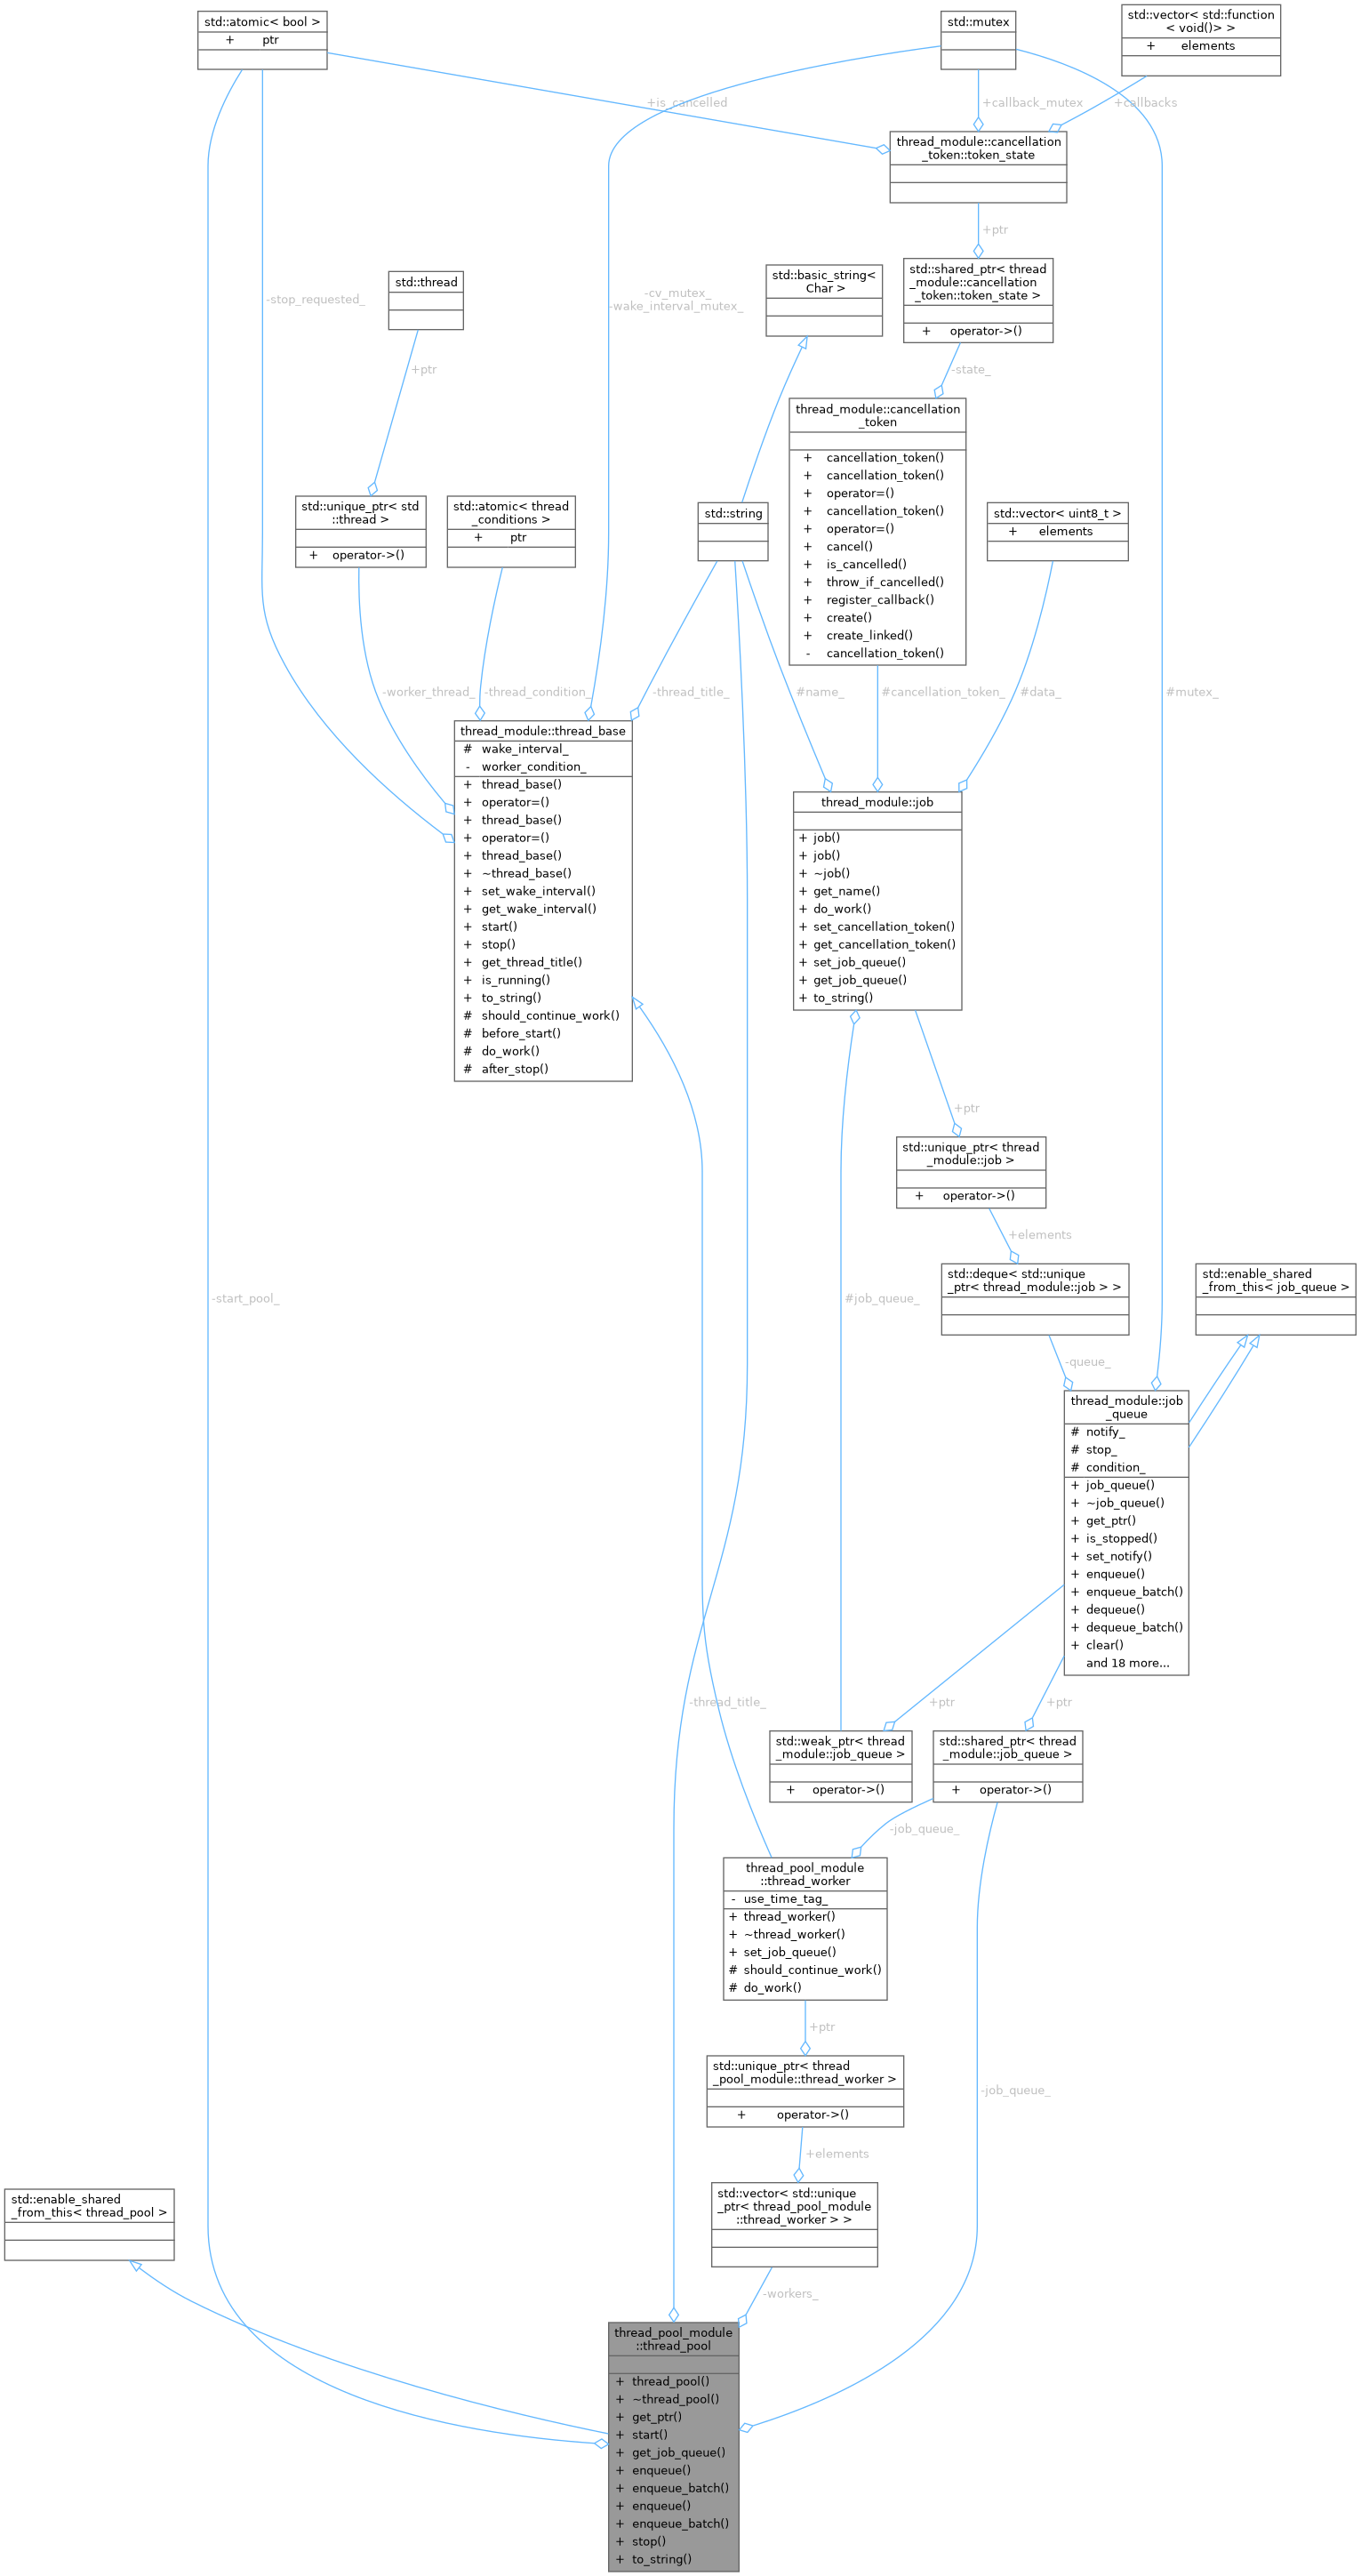 std::atomic< bool >
+ ptr
std::mutex
std::vector< std::function
< void()> >
+ elements
+is_cancelled
+callback_mutex
+callbacks
thread_module::cancellation
_token::token_state
+ptr
std::thread
std::basic_string<
Char >
std::shared_ptr< thread
_module::cancellation
_token::token_state >
+ operator->()
-stop_requested_
-cv_mutex_
-wake_interval_mutex_
+ptr
-state_
thread_module::cancellation
_token
+ cancellation_token()
+ cancellation_token()
+ operator=()
+ cancellation_token()
+ operator=()
+ cancel()
+ is_cancelled()
+ throw_if_cancelled()
+ register_callback()
+ create()
+ create_linked()
- cancellation_token()
std::unique_ptr< std
::thread >
+ operator->()
std::atomic< thread
_conditions >
+ ptr
std::string
std::vector< uint8_t >
+ elements
-worker_thread_
-thread_condition_
-thread_title_
#name_
#cancellation_token_
#data_
#mutex_
thread_module::thread_base
# wake_interval_
- worker_condition_
+ thread_base()
+ operator=()
+ thread_base()
+ operator=()
+ thread_base()
+ ~thread_base()
+ set_wake_interval()
+ get_wake_interval()
+ start()
+ stop()
+ get_thread_title()
+ is_running()
+ to_string()
# should_continue_work()
# before_start()
# do_work()
# after_stop()
thread_module::job
+ job()
+ job()
+ ~job()
+ get_name()
+ do_work()
+ set_cancellation_token()
+ get_cancellation_token()
+ set_job_queue()
+ get_job_queue()
+ to_string()
+ptr
std::unique_ptr< thread
_module::job >
+ operator->()
+elements
std::deque< std::unique
_ptr< thread_module::job > >
std::enable_shared
_from_this< job_queue >
-start_pool_
#job_queue_
-queue_
thread_module::job
_queue
# notify_
# stop_
# condition_
+ job_queue()
+ ~job_queue()
+ get_ptr()
+ is_stopped()
+ set_notify()
+ enqueue()
+ enqueue_batch()
+ dequeue()
+ dequeue_batch()
+ clear()
and 18 more...
-thread_title_
+ptr
+ptr
std::weak_ptr< thread
_module::job_queue >
+ operator->()
std::shared_ptr< thread
_module::job_queue >
+ operator->()
-job_queue_
thread_pool_module
::thread_worker
- use_time_tag_
+ thread_worker()
+ ~thread_worker()
+ set_job_queue()
# should_continue_work()
# do_work()
+ptr
std::unique_ptr< thread
_pool_module::thread_worker >
+ operator->()
-job_queue_
+elements
std::enable_shared
_from_this< thread_pool >
std::vector< std::unique
_ptr< thread_pool_module
::thread_worker > >
-workers_
thread_pool_module
::thread_pool
+ thread_pool()
+ ~thread_pool()
+ get_ptr()
+ start()
+ get_job_queue()
+ enqueue()
+ enqueue_batch()
+ enqueue()
+ enqueue_batch()
+ stop()
+ to_string()